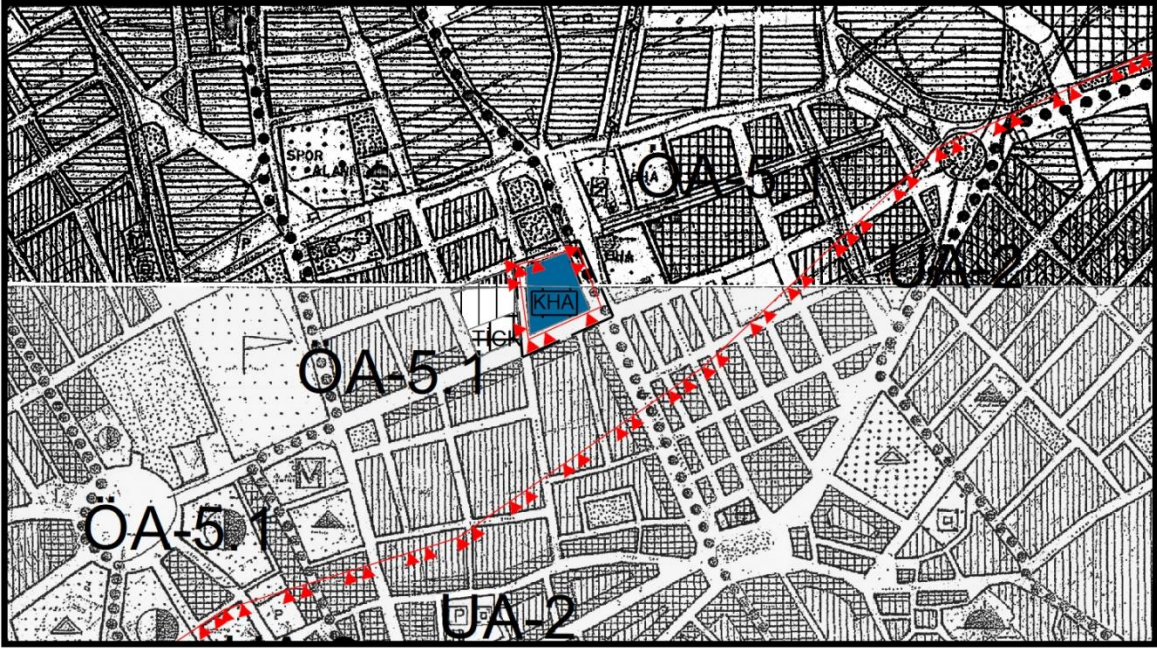 SPOR
ALANI
ÖA-5.1
UA-2
KHA
TİCK
ÖA-5.1
M
ÖA-5.1
P
UA-2
P